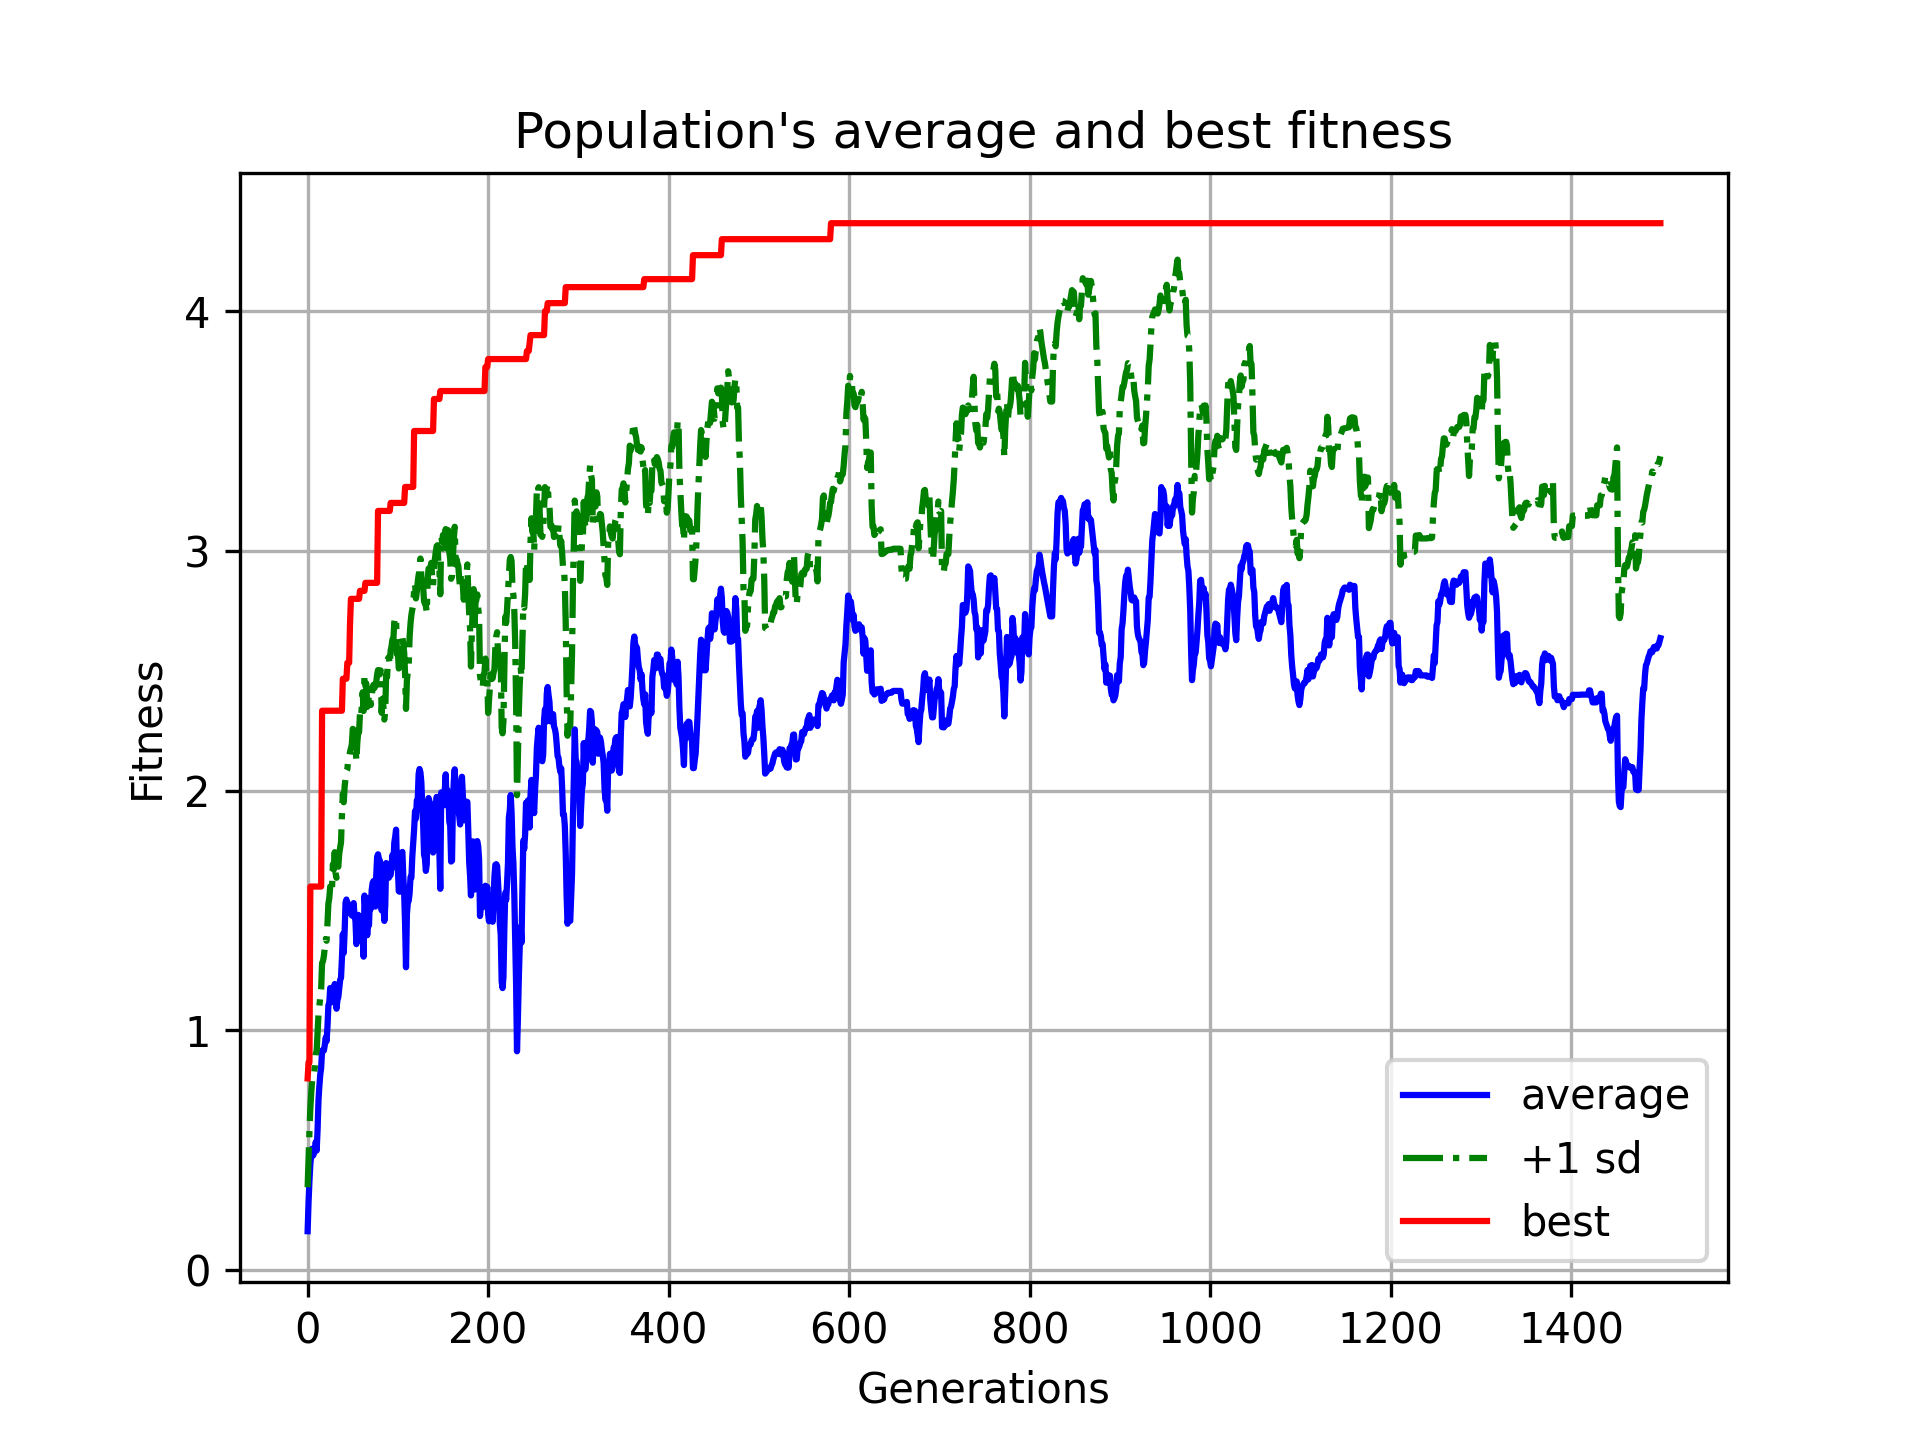 Population's average and best fitness
Fitness
4
3
2
1
0
0 200 400 600 800 1000 1200 1400
Generations
average
+1 sd
best